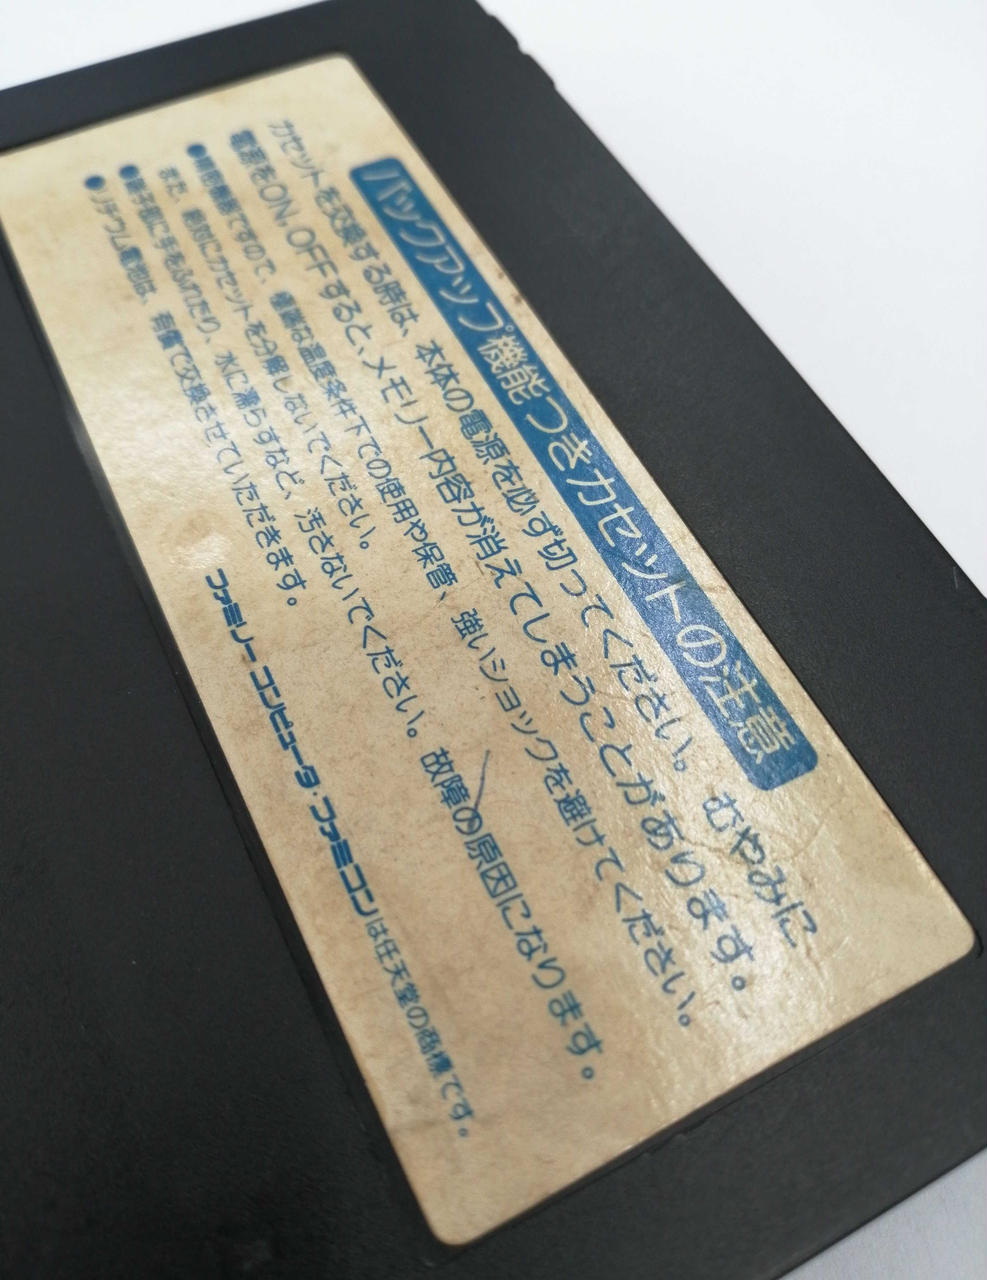 バックアップ機能つきカセットの注意
カセットを交換する時は、本体の電源を必ず切ってください。むやみに
電源をON,OFFすると、メモリー内容が消えてしまうことがあります。
●精密機器ですので、極端な温度条件下での使用や保管、強いショックを避けてください。
また、絶対にカセットを分解しないでください。
●端子部に手をふれたり、水に濡らすなど、汚さないでください。故障の原因になります。
●リチウム電池は、有償で交換させていただきます。
ファミリーコンピュータ・ファミコンは任天堂の商標です。